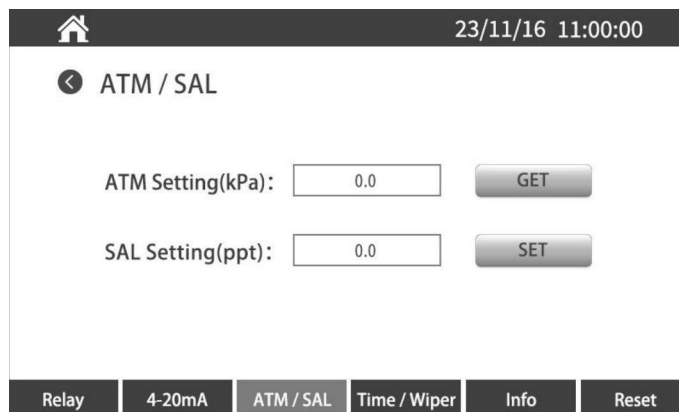 23/11/16 11:00:00
ATM / SAL
ATM Setting(kPa): 0.0 GET
SAL Setting(ppt): 0.0 SET
Relay 4-20mA ATM / SAL Time / Wiper Info Reset